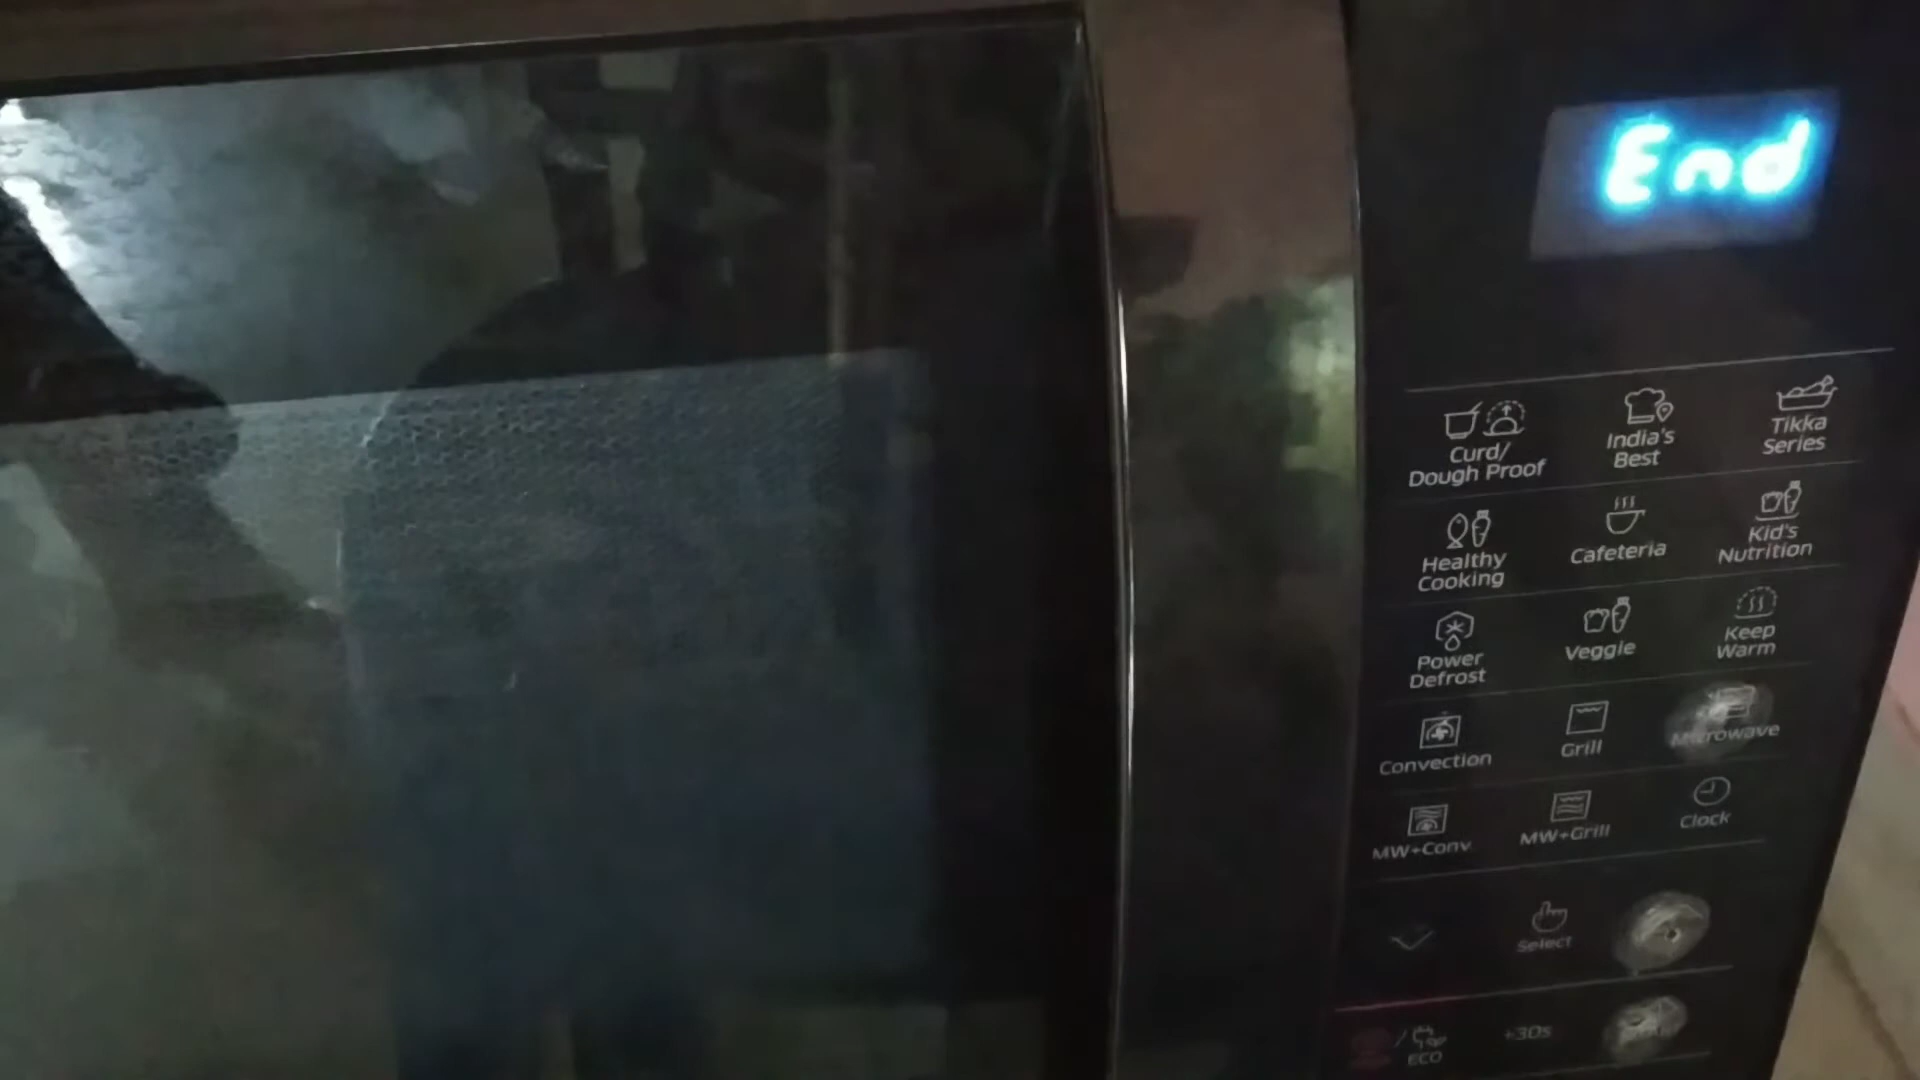 End
Curd/
Dough Proof
India's
Best
Tikka
Series
Healthy
Cooking
Cafeteria
Kid's
Nutrition
Power
Defrost
Veggie
Keep
Warm
Convection
Grill
Microwave
MW+Conv
MW+Grill
Clock
Select
/
ECO
+30s